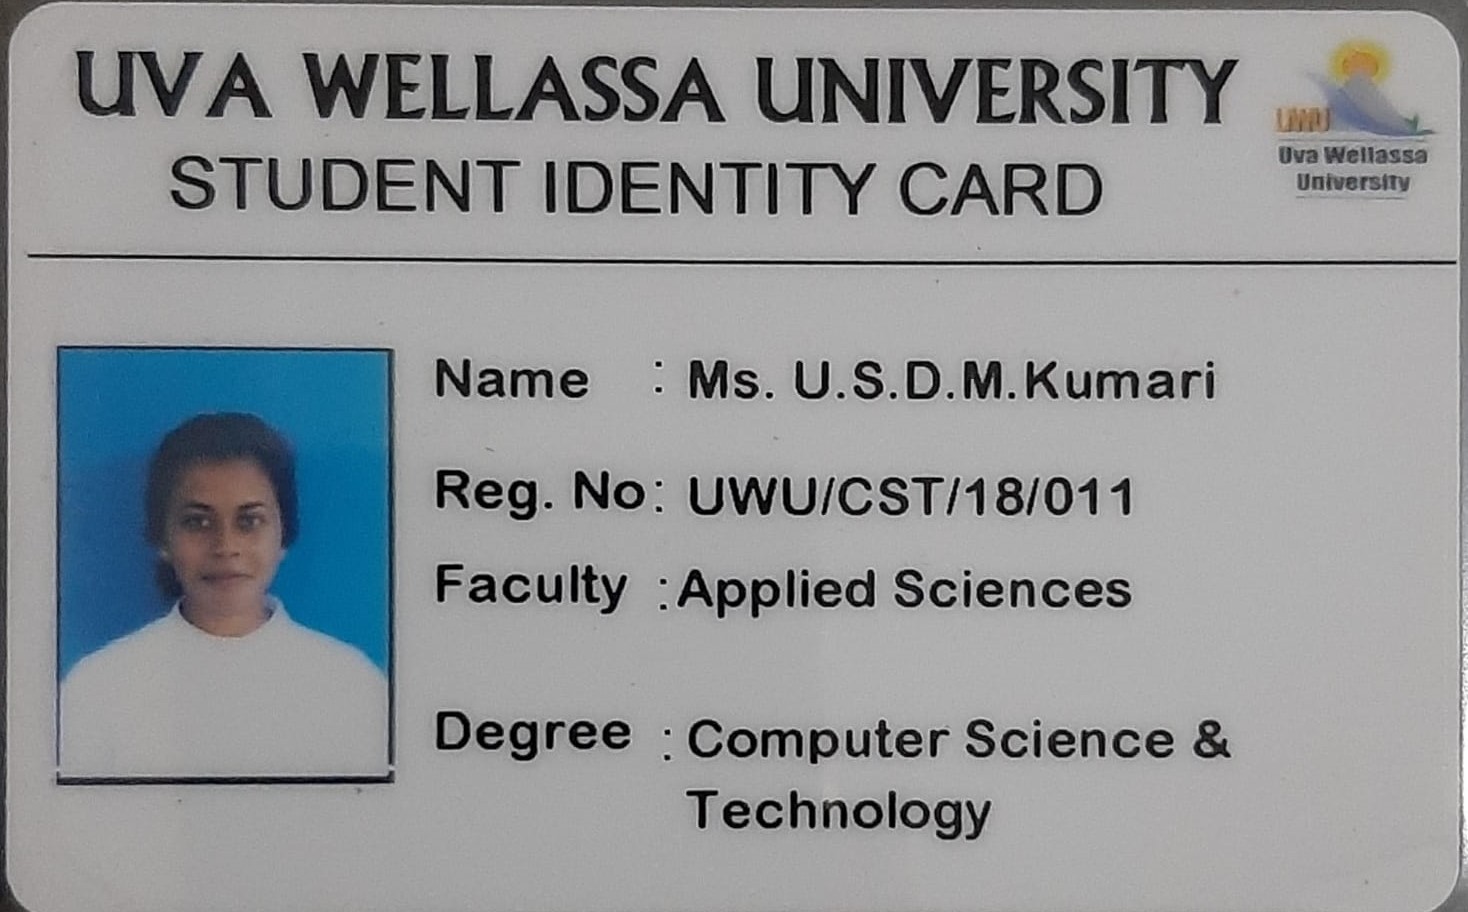 UVA WELLASSA UNIVERSITY
STUDENT IDENTITY CARD
UWU
Uva Wellassa
University
Name : Ms. U.S.D.M.Kumari
Reg. No: UWU/CST/18/011
Faculty : Applied Sciences
Degree : Computer Science &
Technology